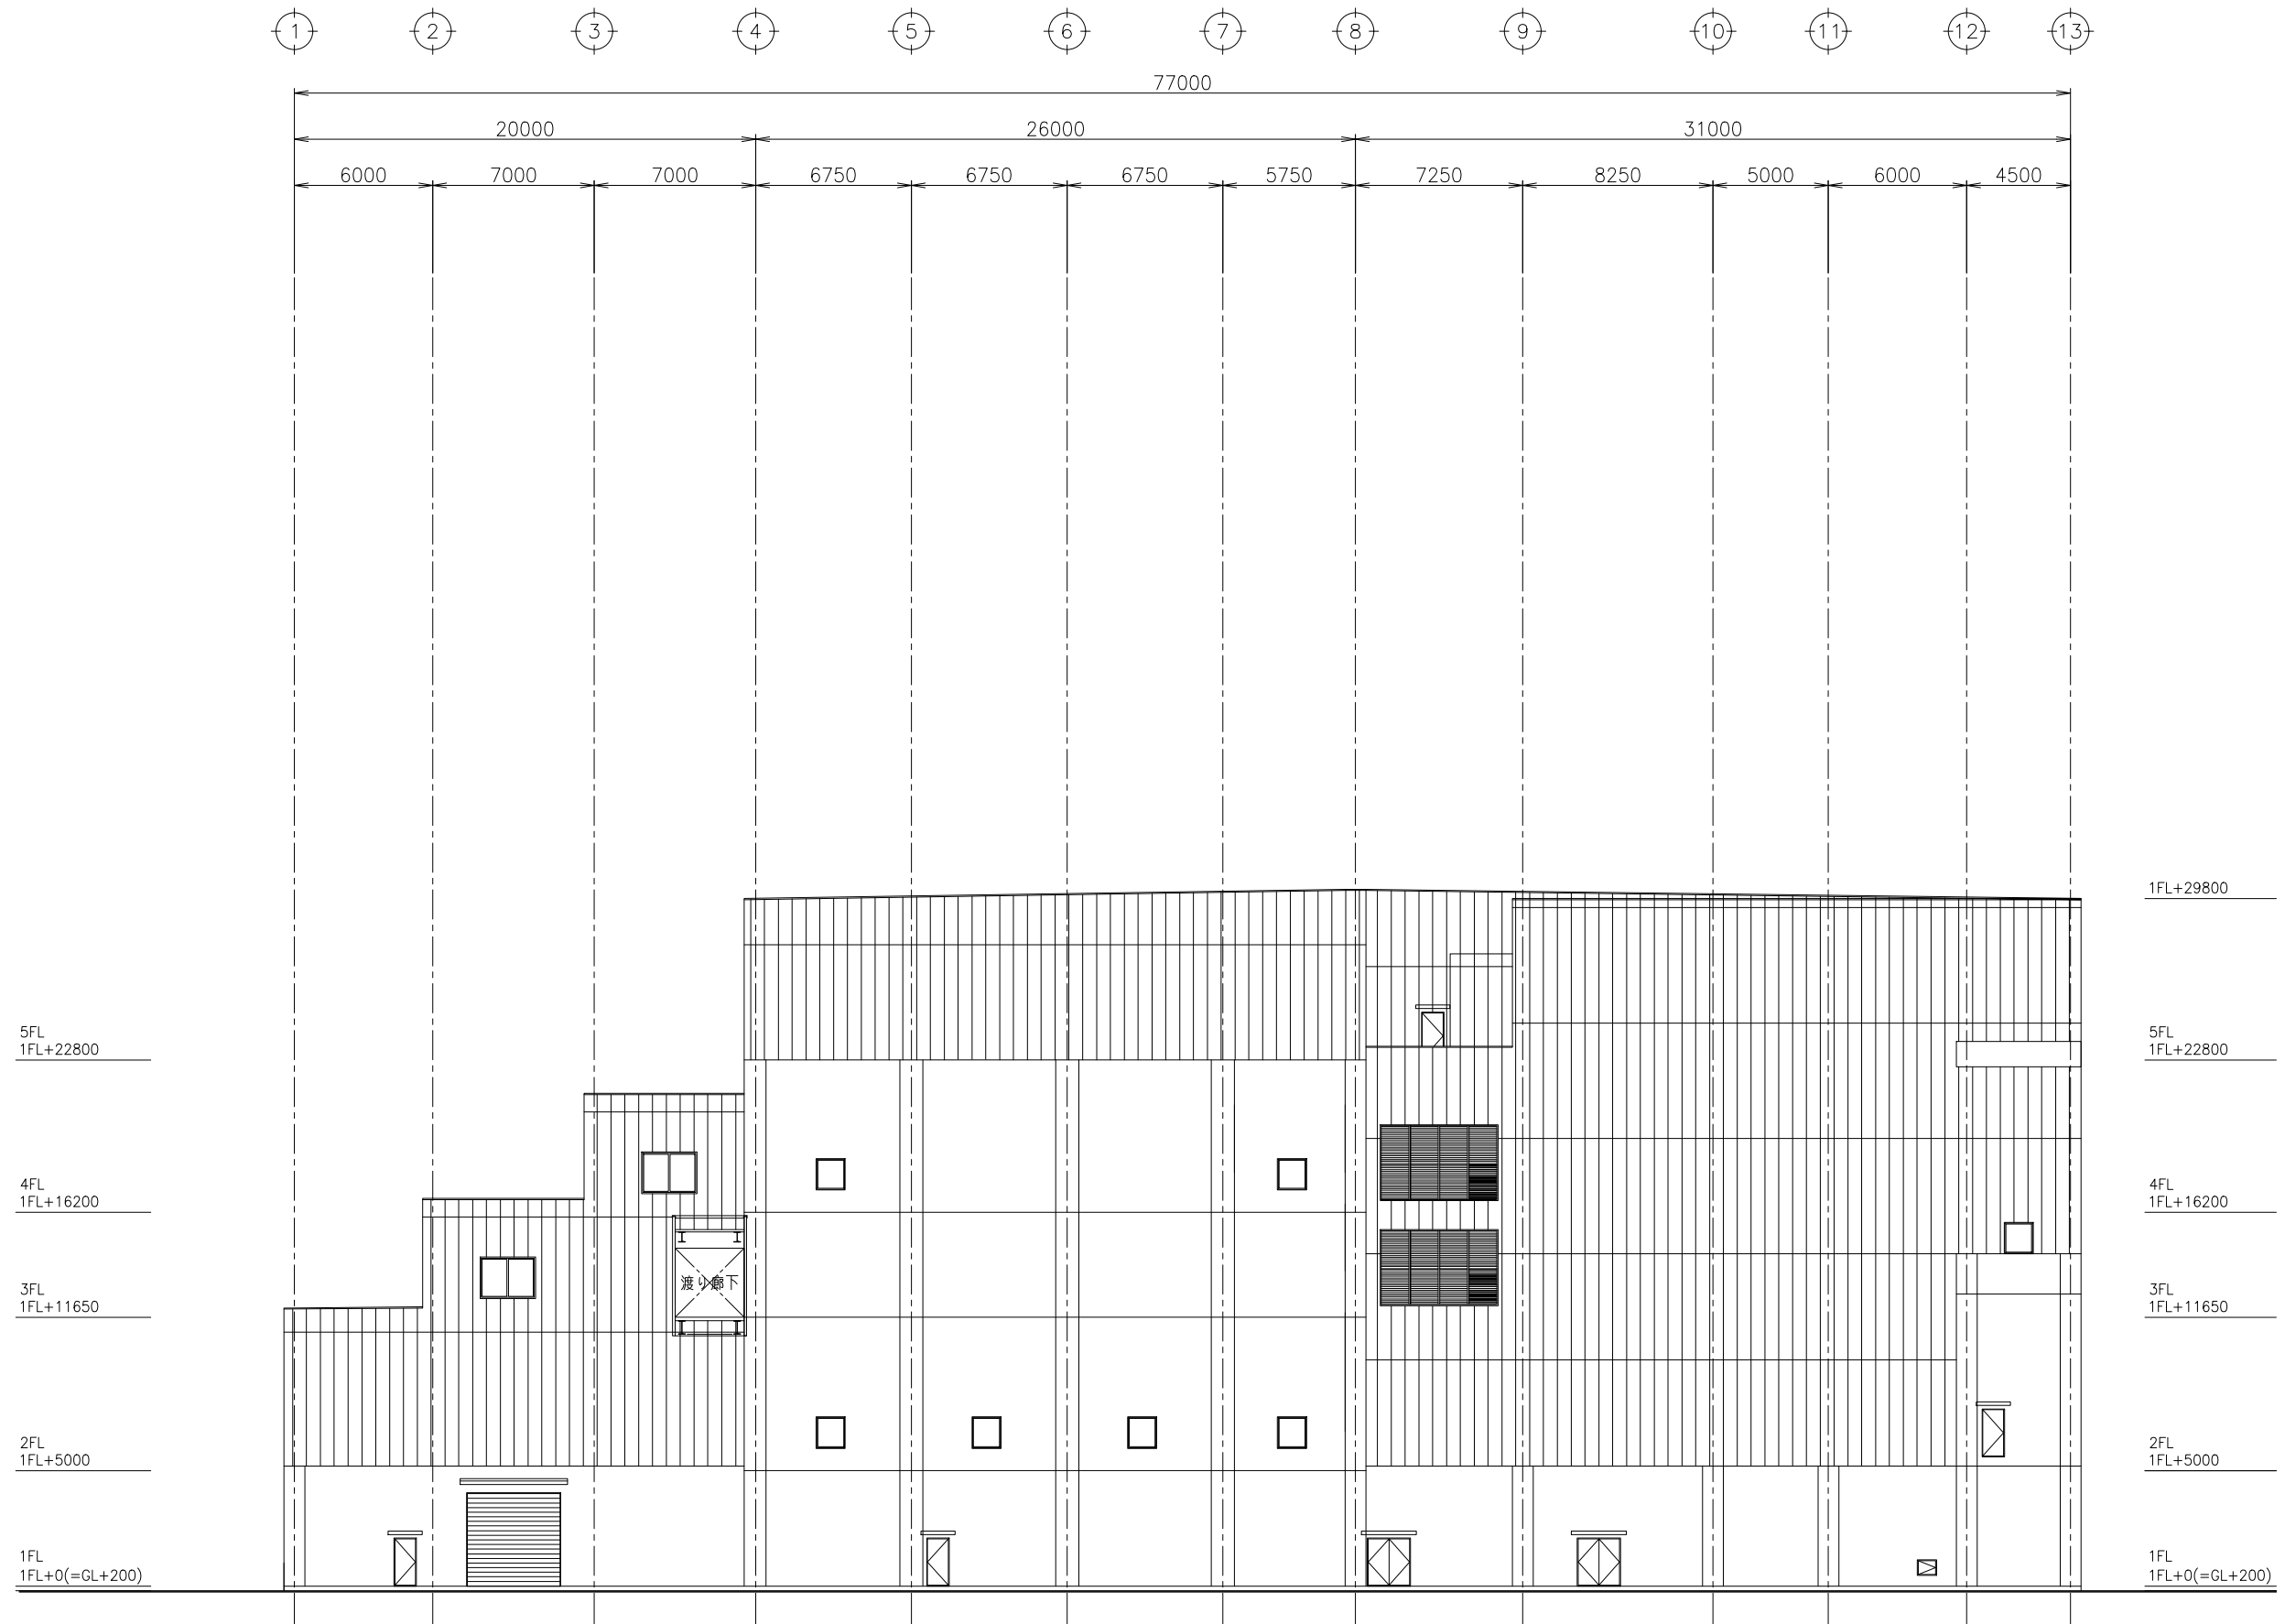 1 2 3 4 5 6 7 8 9 10 11 12 13
77000
20000 26000 31000
6000 7000 7000 6750 6750 6750 5750 7250 8250 5000 6000 4500
1FL+29800
5FL
1FL+22800
5FL
1FL+22800
4FL
1FL+16200
4FL
1FL+16200
渡り廊下
3FL
1FL+11650
3FL
1FL+11650
2FL
1FL+5000
2FL
1FL+5000
1FL
1FL+0(=GL+200)
1FL
1FL+0(=GL+200)